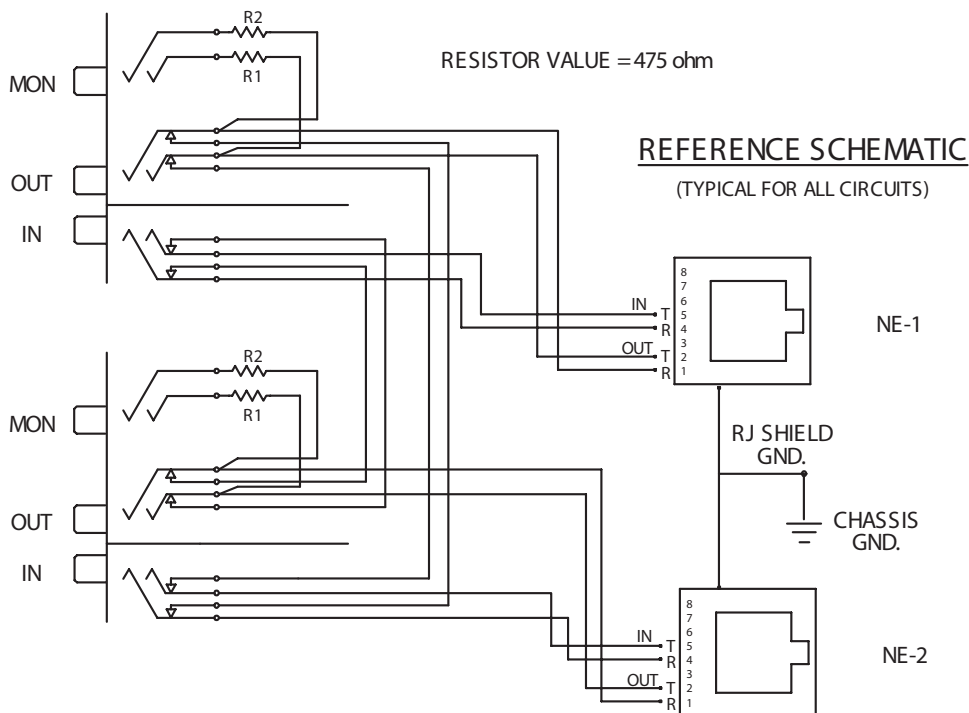 R2
MON
R1
RESISTOR VALUE = 475 ohm
REFERENCE SCHEMATIC
(TYPICAL FOR ALL CIRCUITS)
OUT
IN
8
7
6
IN T 5
R 4
3
OUT T 2
R 1
NE-1
R2
MON
R1
RJ SHIELD
GND.
OUT
CHASSIS
GND.
IN
8
7
6
IN T 5
R 4
3
OUT T 2
R 1
NE-2